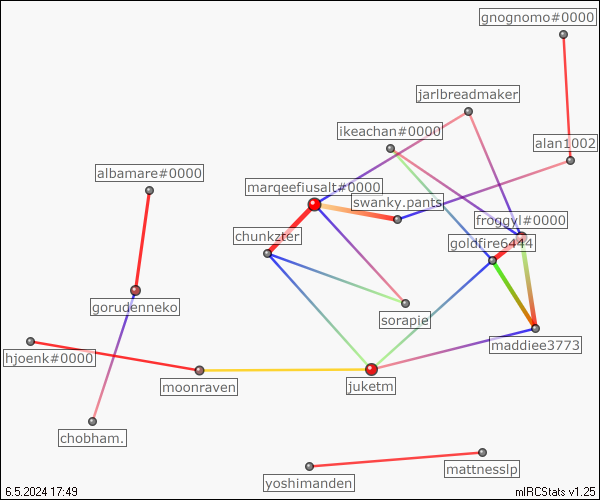 gnognomo#0000
jarlbreadmaker
ikeachan#0000
alan1002
albamare#0000
marqeefiusalt#0000
swanky.pants
froggyl#0000
chunkzter
goldfire6444
gorudenneko
sorapie
maddiee3773
hjoenk#0000
moonraven
juketm
chobham.
mattnesslp
yoshimanden
6.5.2024 17:49
mIRCStats v1.25